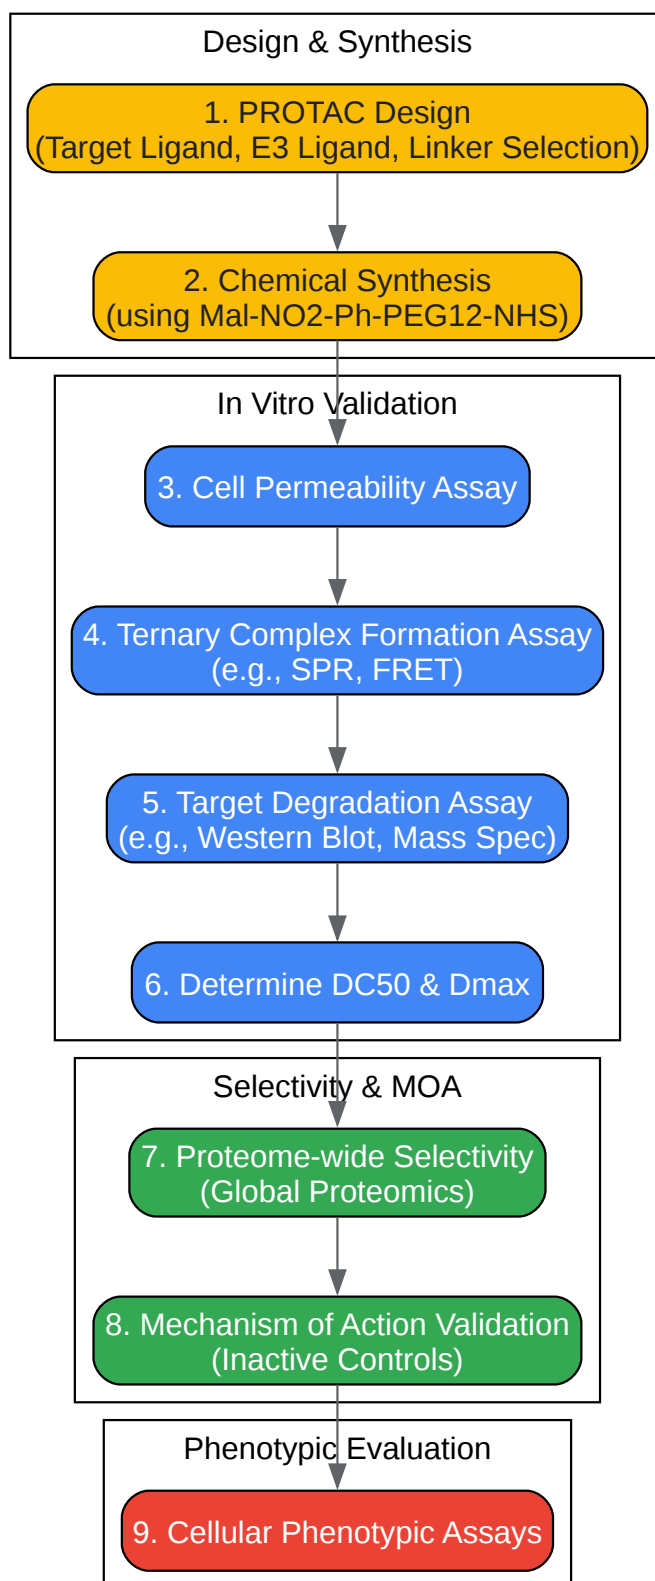 Design & Synthesis
1. PROTAC Design
(Target Ligand, E3 Ligand, Linker Selection)
2. Chemical Synthesis
(using Mal-NO2-Ph-PEG12-NHS)
In Vitro Validation
3. Cell Permeability Assay
4. Ternary Complex Formation Assay
(e.g., SPR, FRET)
5. Target Degradation Assay
(e.g., Western Blot, Mass Spec)
6. Determine DC50 & Dmax
Selectivity & MOA
7. Proteome-wide Selectivity
(Global Proteomics)
8. Mechanism of Action Validation
(Inactive Controls)
Phenotypic Evaluation
9. Cellular Phenotypic Assays